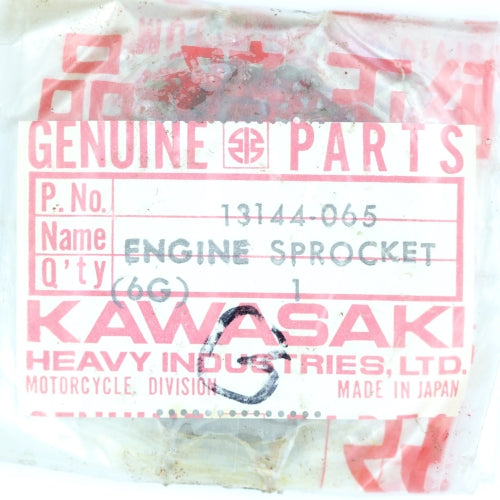 GENUINE PARTS
P. No. 13144-065
Name ENGINE SPROCKET
Q'ty (6G) 1
KAWASAKI
HEAVY INDUSTRIES, LTD.
MOTORCYCLE DIVISION MADE IN JAPAN